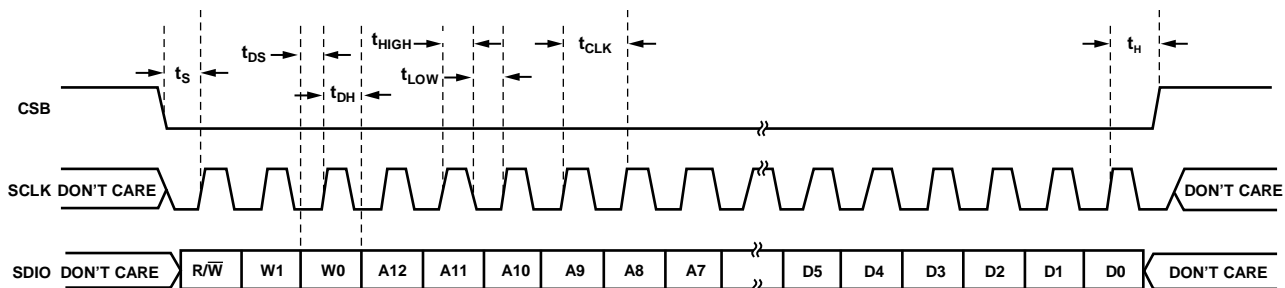 tDS
tHIGH
tCLK
tH
tS
tDH
tLOW
CSB
SCLK DON'T CARE DON'T CARE
SDIO DON'T CARE R/W̅ W1 W0 A12 A11 A10 A9 A8 A7 D5 D4 D3 D2 D1 D0 DON'T CARE